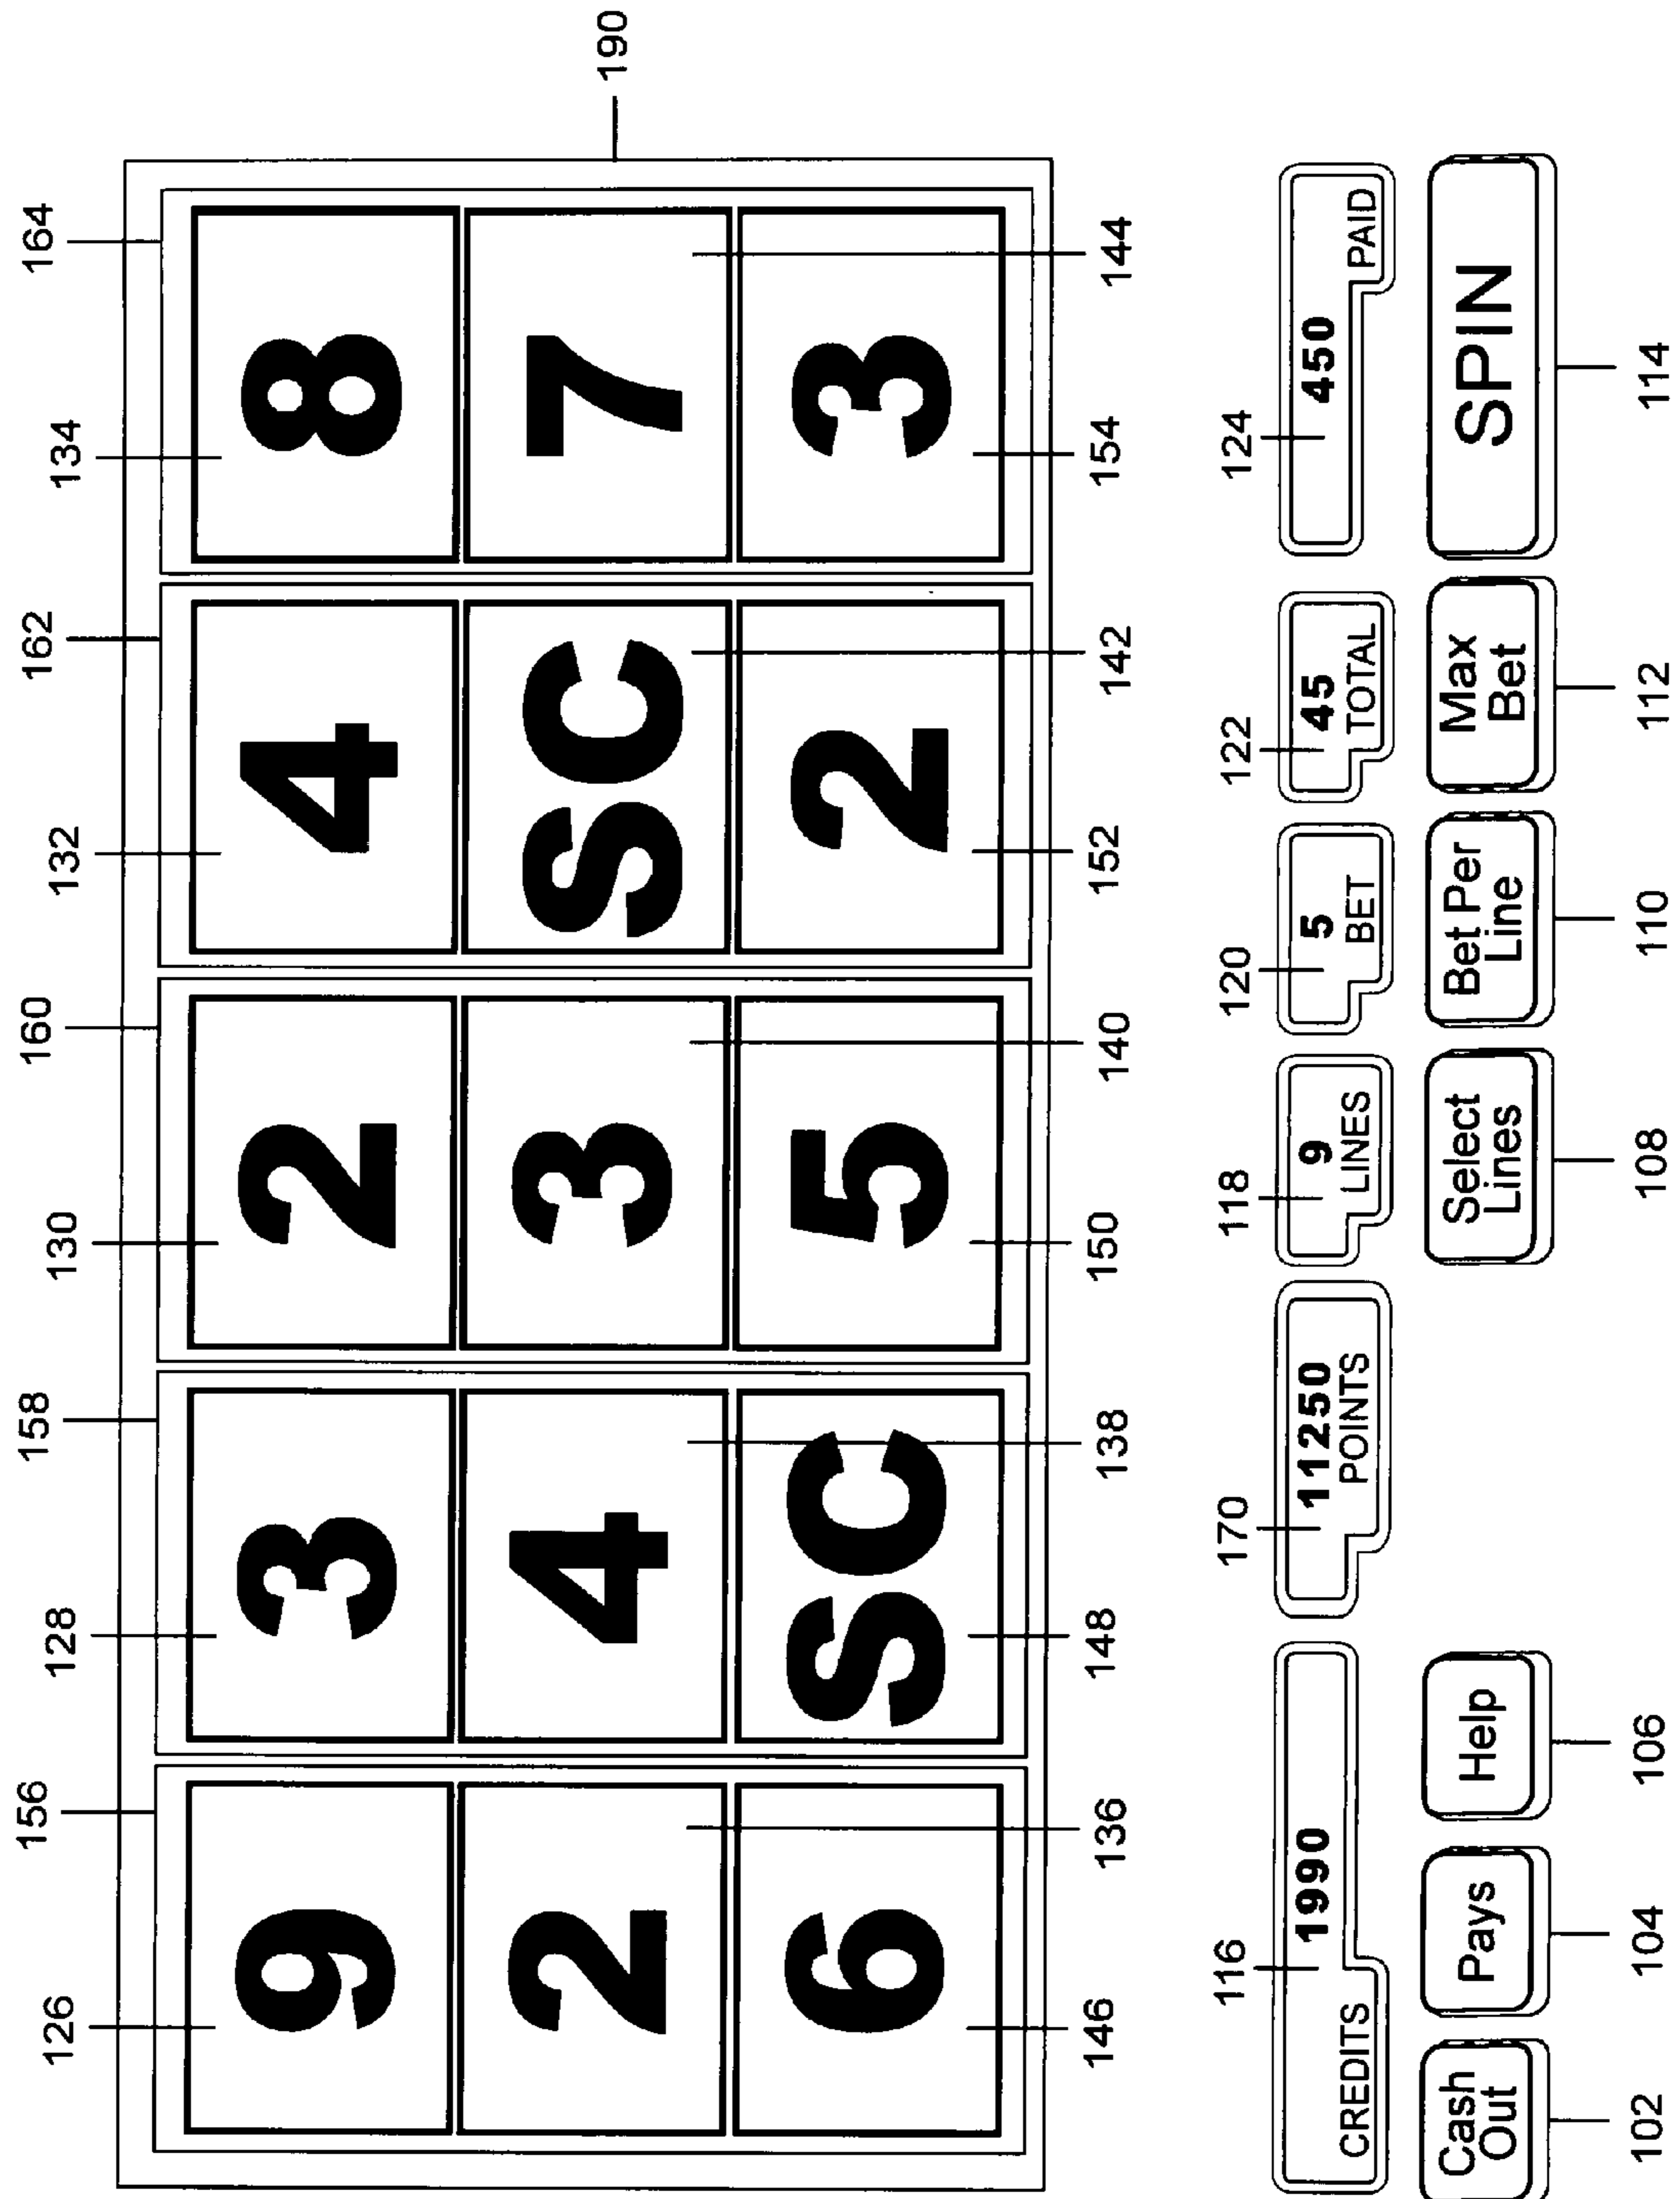 156 158 160 162 164
126 128 130 132 134
9 3 2 4 8
2 4 3 SC 7
6 SC 5 2 3
190
146 148 150 152 154
136 138 140 142 144
116 170 118 120 122 124
1990 11250 9 5 45 450
CREDITS POINTS LINES BET TOTAL PAID
Cash Out
Pays
Help
Select Lines
Bet Per Line
Max Bet
SPIN
102 104 106 108 110 112 114